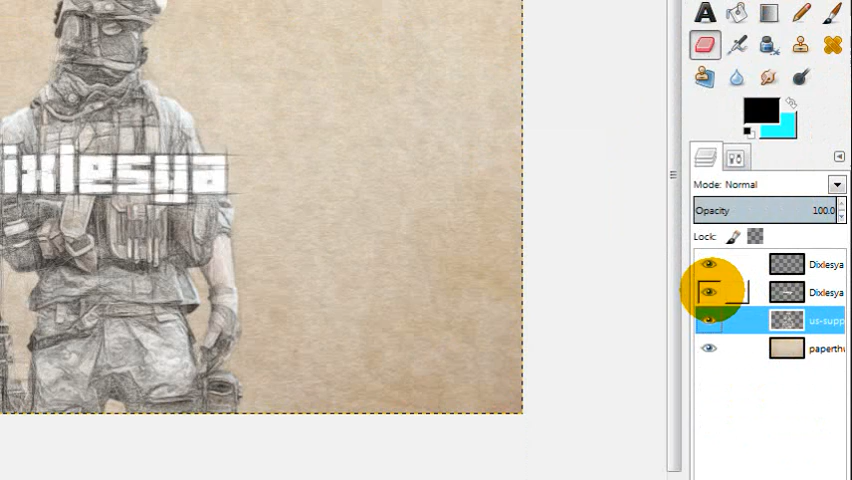 ixlesya
Mode: Normal
Opacity 100.0
Lock:
Dixlesya
Dixlesya
us-supp
paperth